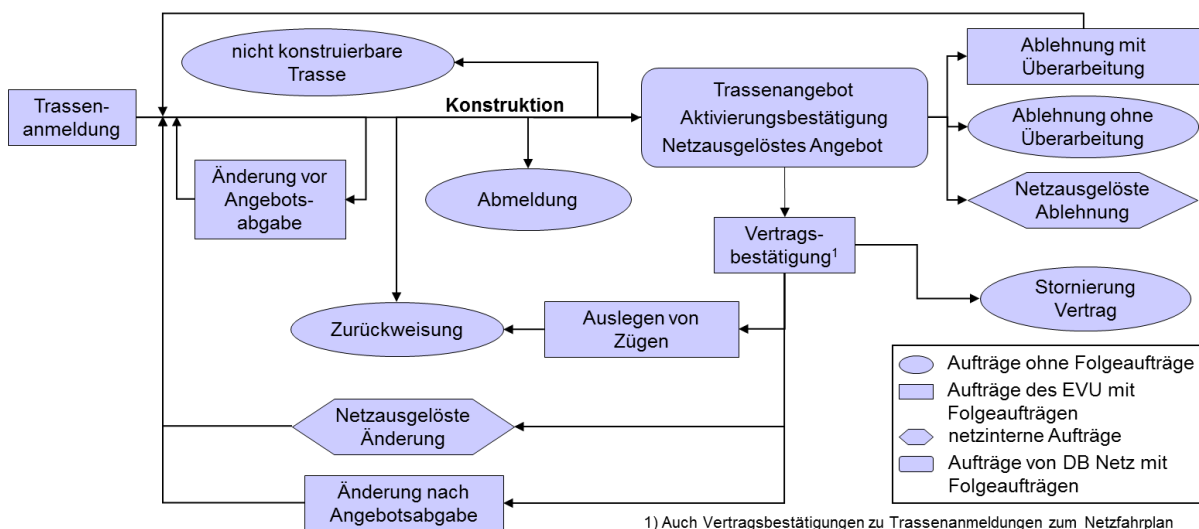 nicht konstruierbare
Trasse
Ablehnung mit
Überarbeitung
Trassen-
anmeldung
Konstruktion
Trassenangebot
Aktivierungsbestätigung
Netzausgelöstes Angebot
Ablehnung ohne
Überarbeitung
Änderung vor
Angebots-
abgabe
Abmeldung
Netzausgelöste
Ablehnung
Vertrags-
bestätigung¹
Stornierung
Vertrag
Zurückweisung
Auslegen von
Zügen
Netzausgelöste
Änderung
Änderung nach
Angebotsabgabe
Aufträge ohne Folgeaufträge
Aufträge des EVU mit
Folgeaufträgen
netzinterne Aufträge
Aufträge von DB Netz mit
Folgeaufträgen
1) Auch Vertragsbestätigungen zu Trassenanmeldungen zum Netzfahrplan